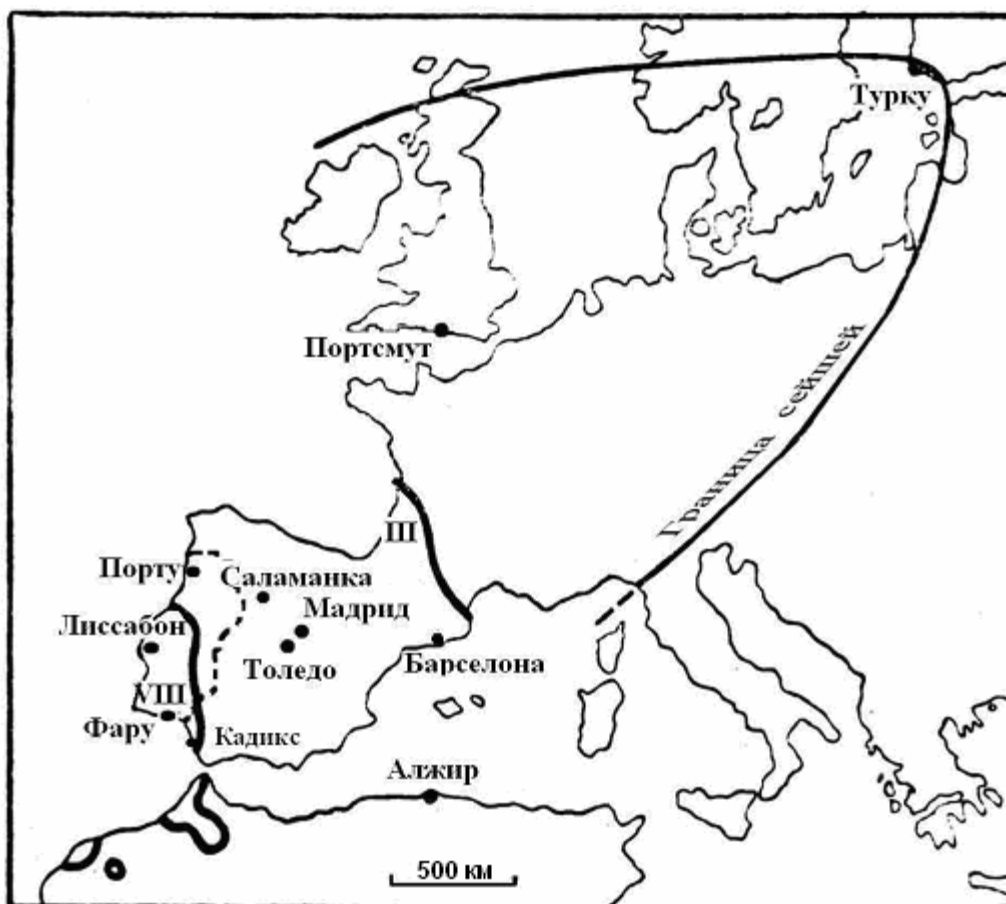 Турку
Портсмут
Граница сейшей
III
Порту
Саламанка
Мадрид
Лиссабон
Толедо
Барселона
VIII
Фару
Кадикс
Алжир
500 км